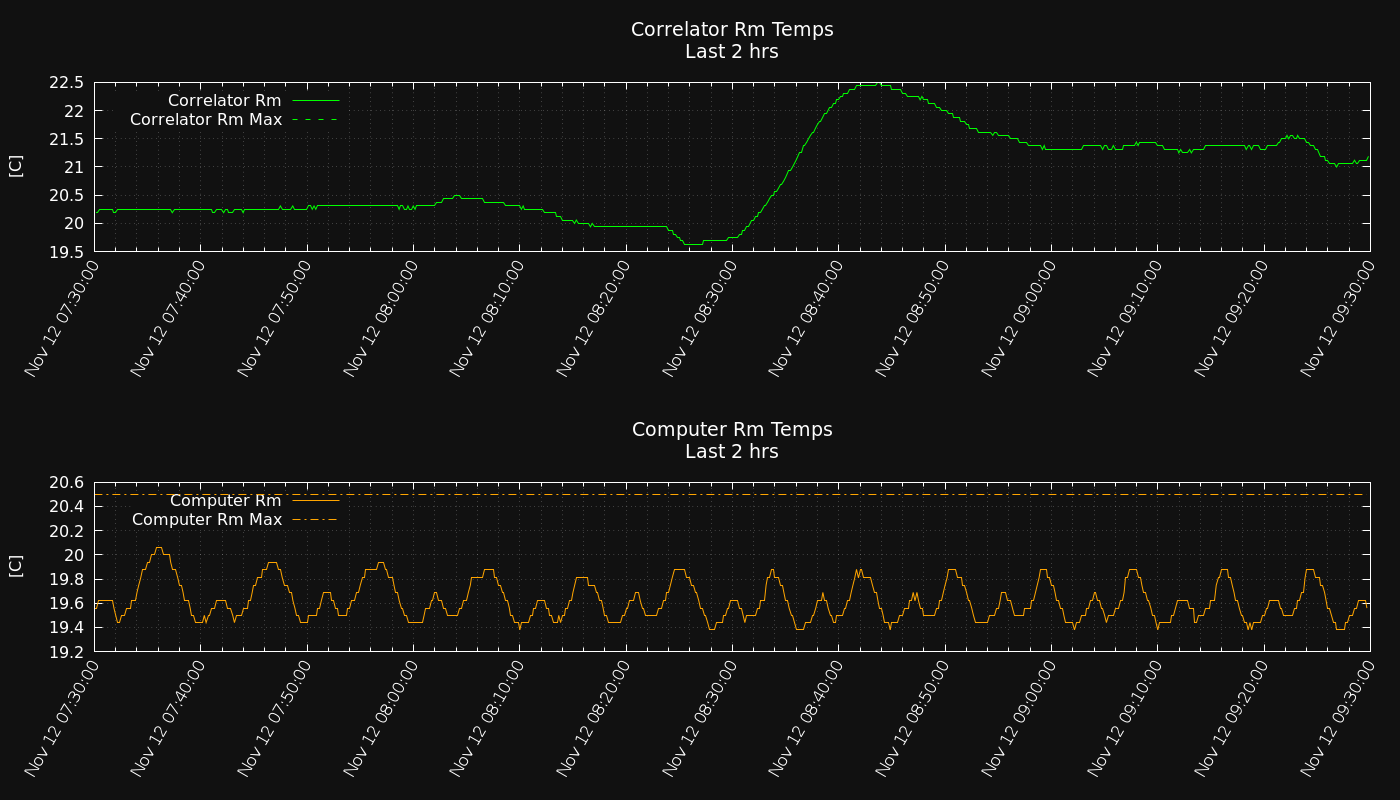 Correlator Rm Temps
Last 2 hrs
22.5
22
21.5
21
20.5
20
19.5
[C]
Correlator Rm
Correlator Rm Max
Nov 12 07:30:00
Nov 12 07:40:00
Nov 12 07:50:00
Nov 12 08:00:00
Nov 12 08:10:00
Nov 12 08:20:00
Nov 12 08:30:00
Nov 12 08:40:00
Nov 12 08:50:00
Nov 12 09:00:00
Nov 12 09:10:00
Nov 12 09:20:00
Nov 12 09:30:00
Computer Rm Temps
Last 2 hrs
20.6
20.4
20.2
20
19.8
19.6
19.4
19.2
[C]
Computer Rm
Computer Rm Max
Nov 12 07:30:00
Nov 12 07:40:00
Nov 12 07:50:00
Nov 12 08:00:00
Nov 12 08:10:00
Nov 12 08:20:00
Nov 12 08:30:00
Nov 12 08:40:00
Nov 12 08:50:00
Nov 12 09:00:00
Nov 12 09:10:00
Nov 12 09:20:00
Nov 12 09:30:00